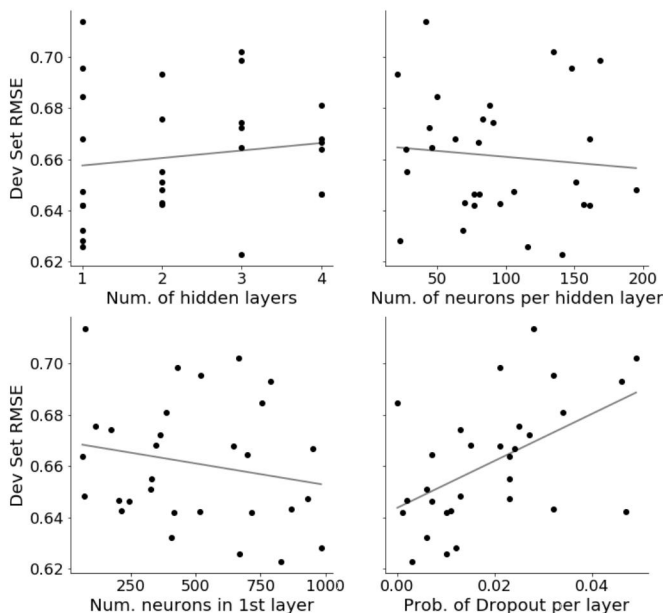 Dev Set RMSE
0.70
0.68
0.66
0.64
0.62
1 2 3 4
Num. of hidden layers
50 100 150 200
Num. of neurons per hidden layer
Dev Set RMSE
0.70
0.68
0.66
0.64
0.62
250 500 750 1000
Num. neurons in 1st layer
0.00 0.02 0.04
Prob. of Dropout per layer